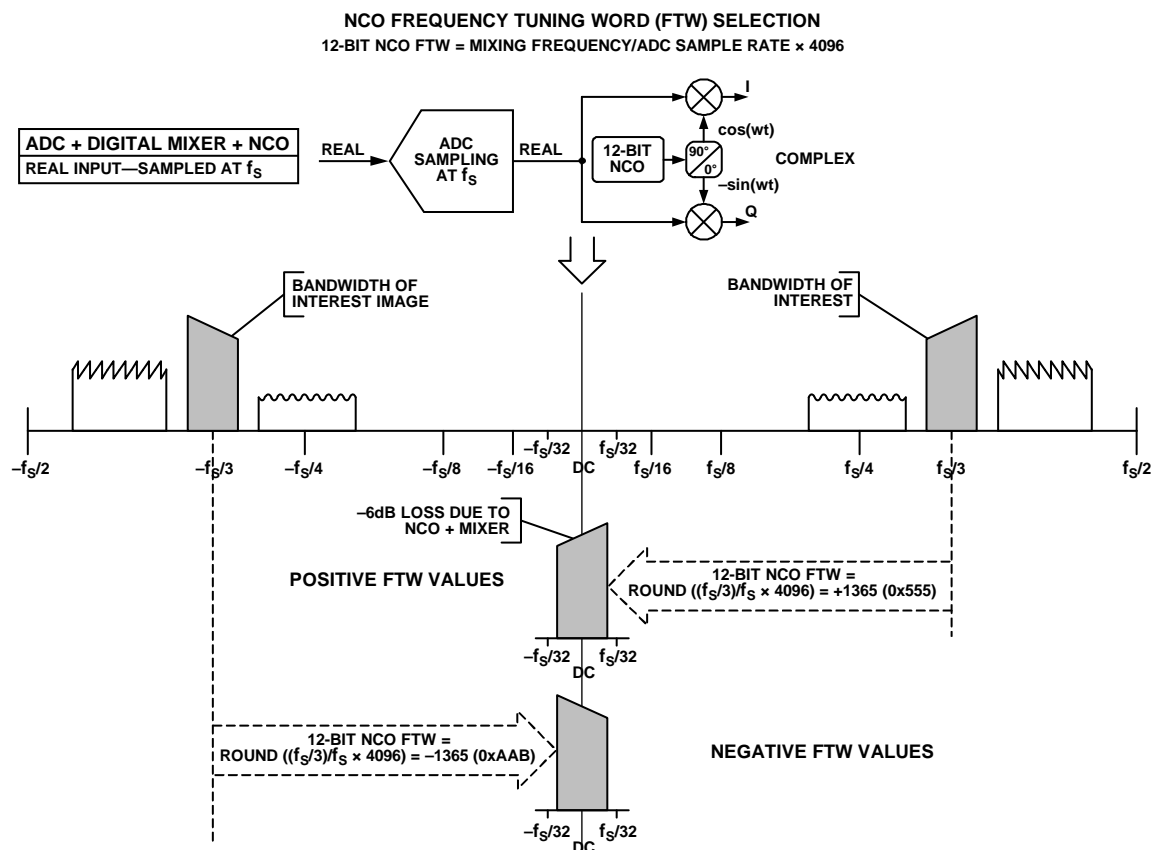 NCO FREQUENCY TUNING WORD (FTW) SELECTION
12-BIT NCO FTW = MIXING FREQUENCY/ADC SAMPLE RATE × 4096
ADC + DIGITAL MIXER + NCO
REAL INPUT—SAMPLED AT fS
REAL
ADC
SAMPLING
AT fS
REAL
12-BIT
NCO
90°
0°
I
cos(wt)
COMPLEX
–sin(wt)
Q
BANDWIDTH OF
INTEREST IMAGE
BANDWIDTH OF
INTEREST
–fS/2
–fS/3
–fS/4
–fS/8
–fS/16
–fS/32
DC
fS/32
fS/16
fS/8
fS/4
fS/3
fS/2
–6dB LOSS DUE TO
NCO + MIXER
POSITIVE FTW VALUES
12-BIT NCO FTW =
ROUND ((fS/3)/fS × 4096) = +1365 (0x555)
–fS/32
DC
fS/32
12-BIT NCO FTW =
ROUND ((fS/3)/fS × 4096) = –1365 (0xAAB)
NEGATIVE FTW VALUES
–fS/32
DC
fS/32